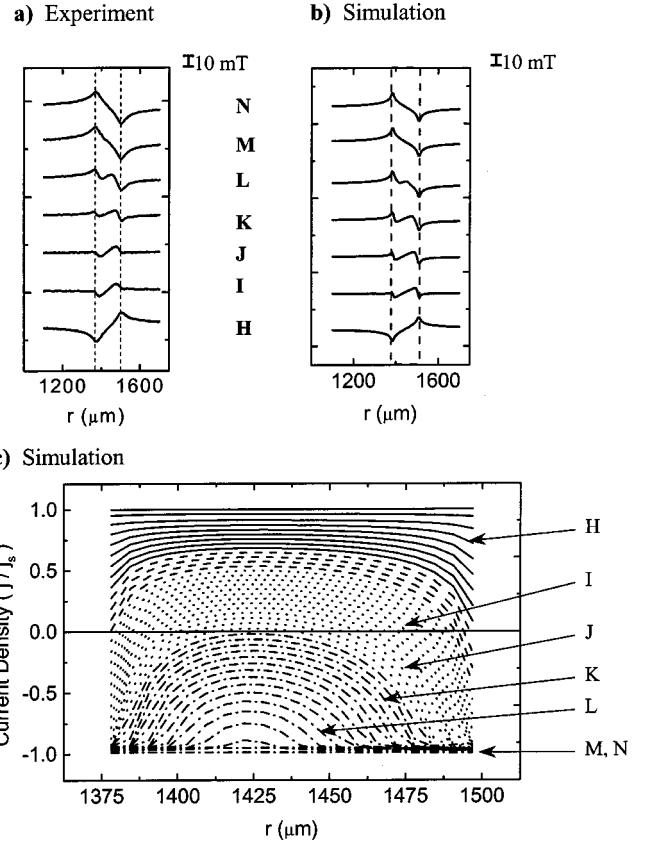 a) Experiment
b) Simulation
10 mT
10 mT
N
M
L
K
J
I
H
1200 1600
1200 1600
r (μm)
r (μm)
) Simulation
1.0
0.5
0.0
-0.5
-1.0
Current Density ( j / js )
H
I
J
K
L
M, N
1375 1400 1425 1450 1475 1500
r (μm)